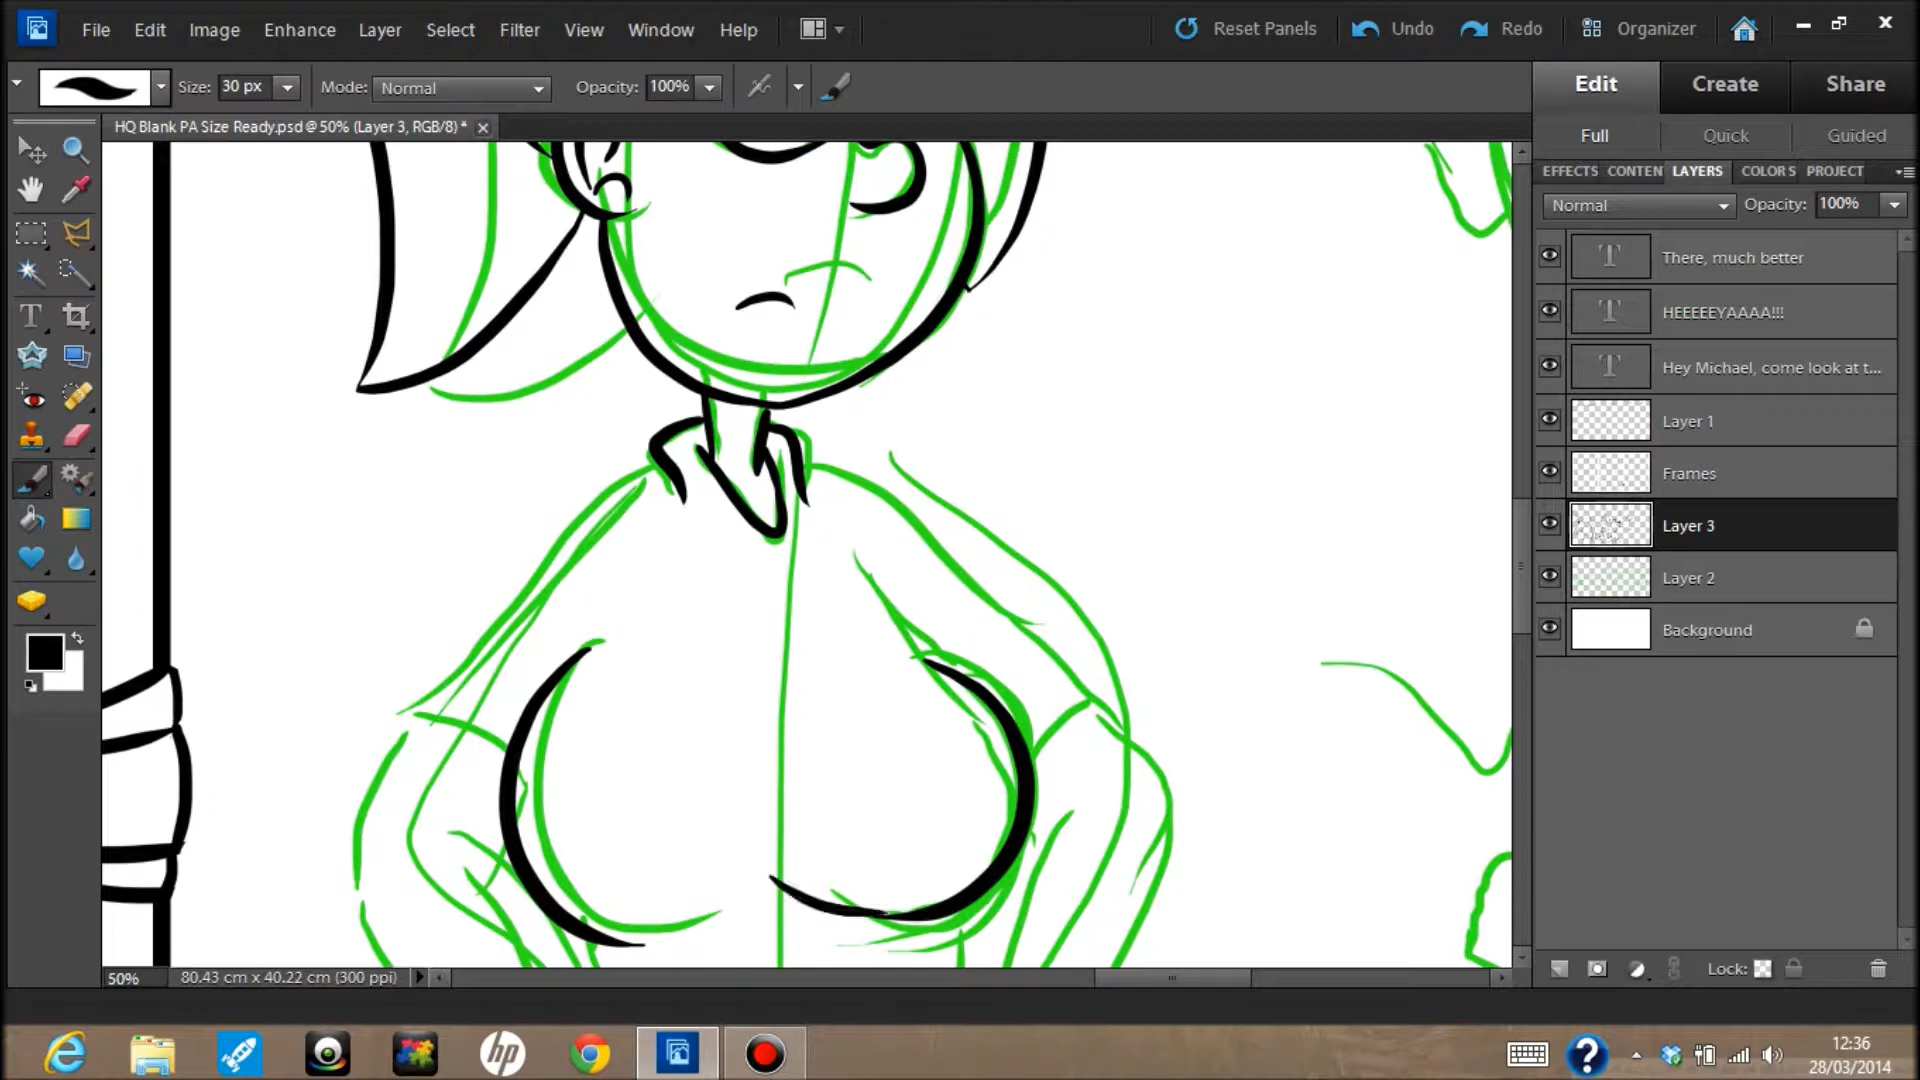 File Edit Image Enhance Layer Select Filter View Window Help Reset Panels Undo Redo Organizer
Size: 30 px Mode: Normal Opacity: 100% Edit Create Share
HQ Blank PA Size Ready.psd @ 50% (Layer 3, RGB/8) * Full Quick Guided
EFFECTS CONTEN LAYERS COLORS PROJECT
Normal Opacity: 100%
T There, much better
T HEEEEEYAAAA!!!
T Hey Michael, come look at t...
Layer 1
Frames
Layer 3
Layer 2
Background
50% 80.43 cm x 40.22 cm (300 ppi) Lock:
hp
12:36
28/03/2014